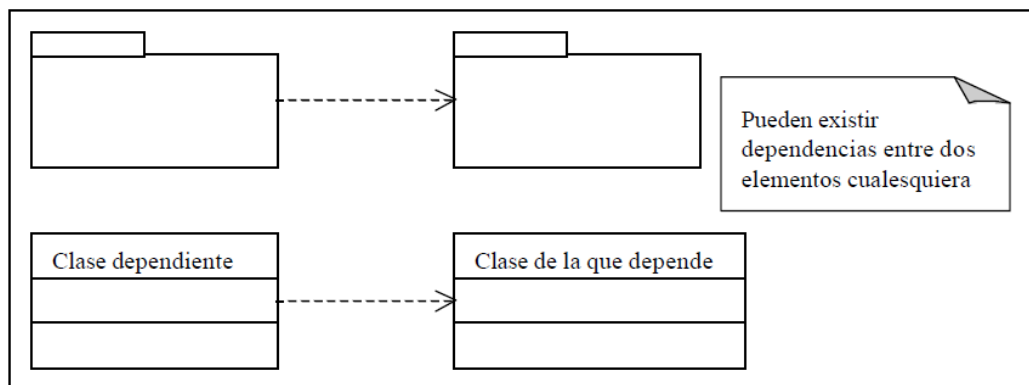 Pueden existir
dependencias entre dos
elementos cualesquiera
Clase dependiente
Clase de la que depende